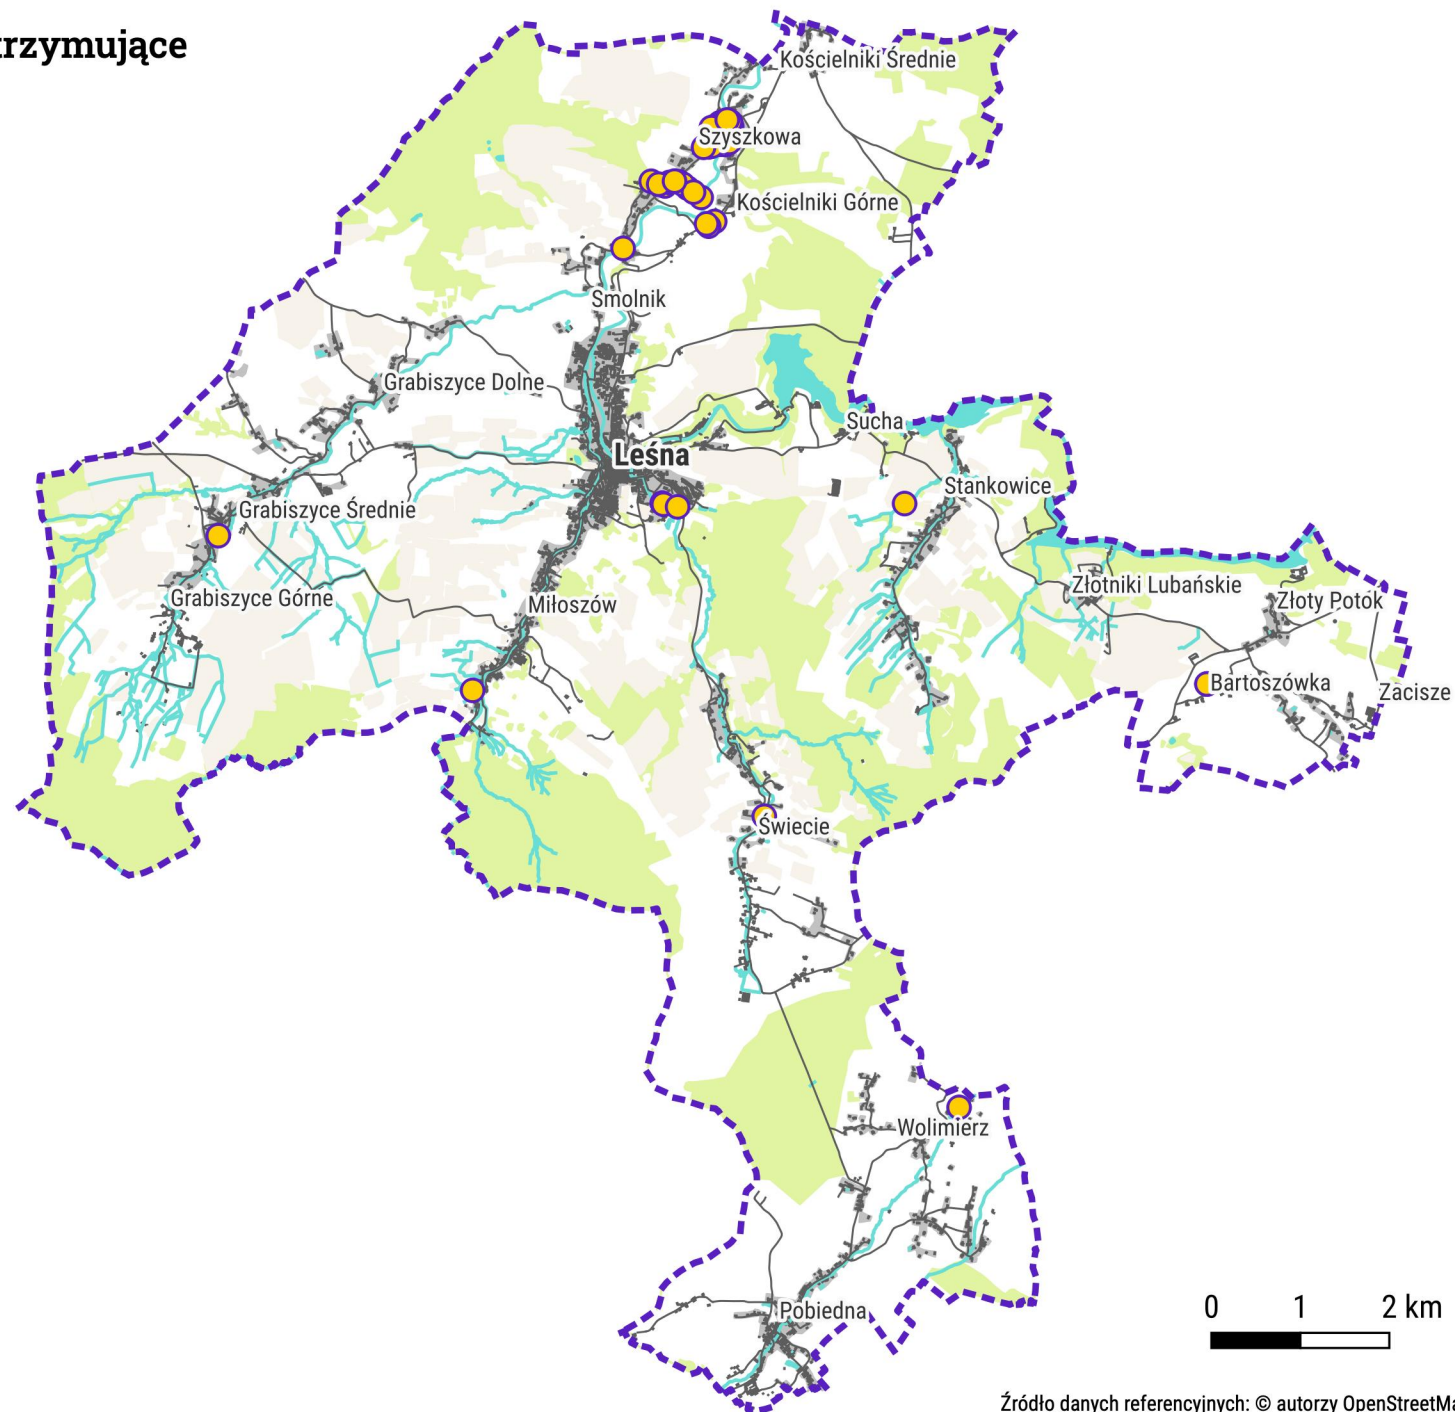 trzymujące
Kościelniki Średnie
Szyszkowa
Kościelniki Górne
Smolnik
Grabiszyce Dolne
Sucha
Leśna
Stankowice
Grabiszyce Średnie
Złotniki Lubańskie
Grabiszyce Górne
Miłoszów
Złoty Potok
Bartoszówka
Zacisze
Świecie
Wolimierz
Pobiedna
0 1 2 km
Źródło danych referencyjnych: © autorzy OpenStreetMa